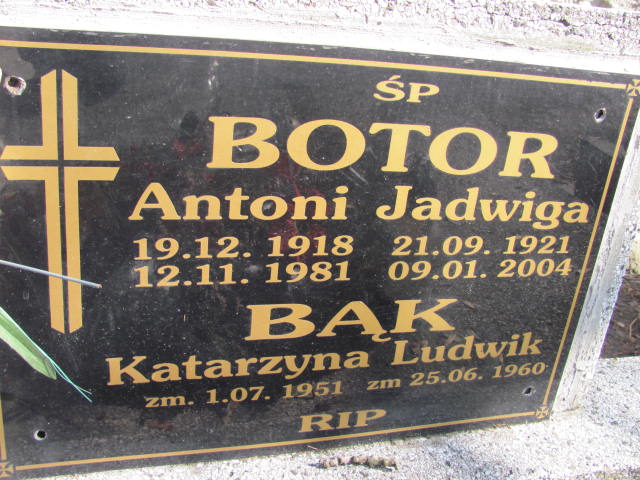 ŚP
BOTOR
Antoni Jadwiga
19.12. 1918 21.09. 1921
12.11. 1981 09.01. 2004
BĄK
Katarzyna Ludwik
zm. 1.07. 1951 zm 25.06. 1960
RIP